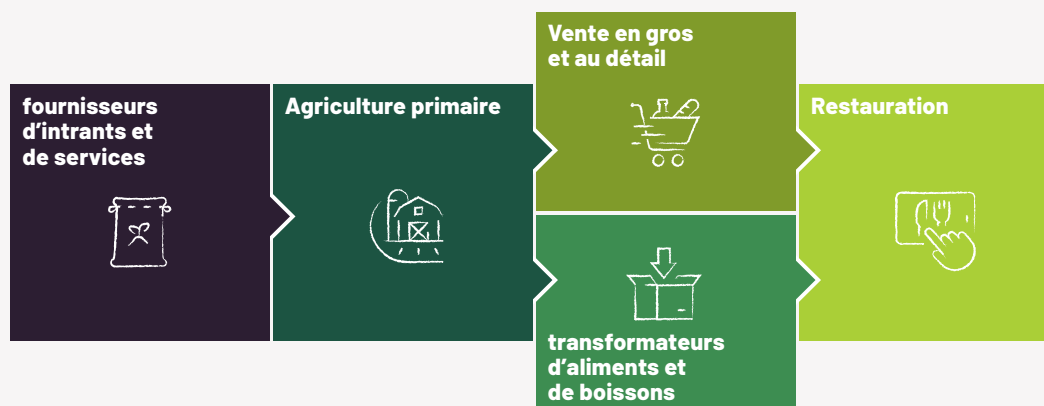 fournisseurs
d'intrants et
de services
Agriculture primaire
Vente en gros
et au détail
transformateurs
d'aliments et
de boissons
Restauration